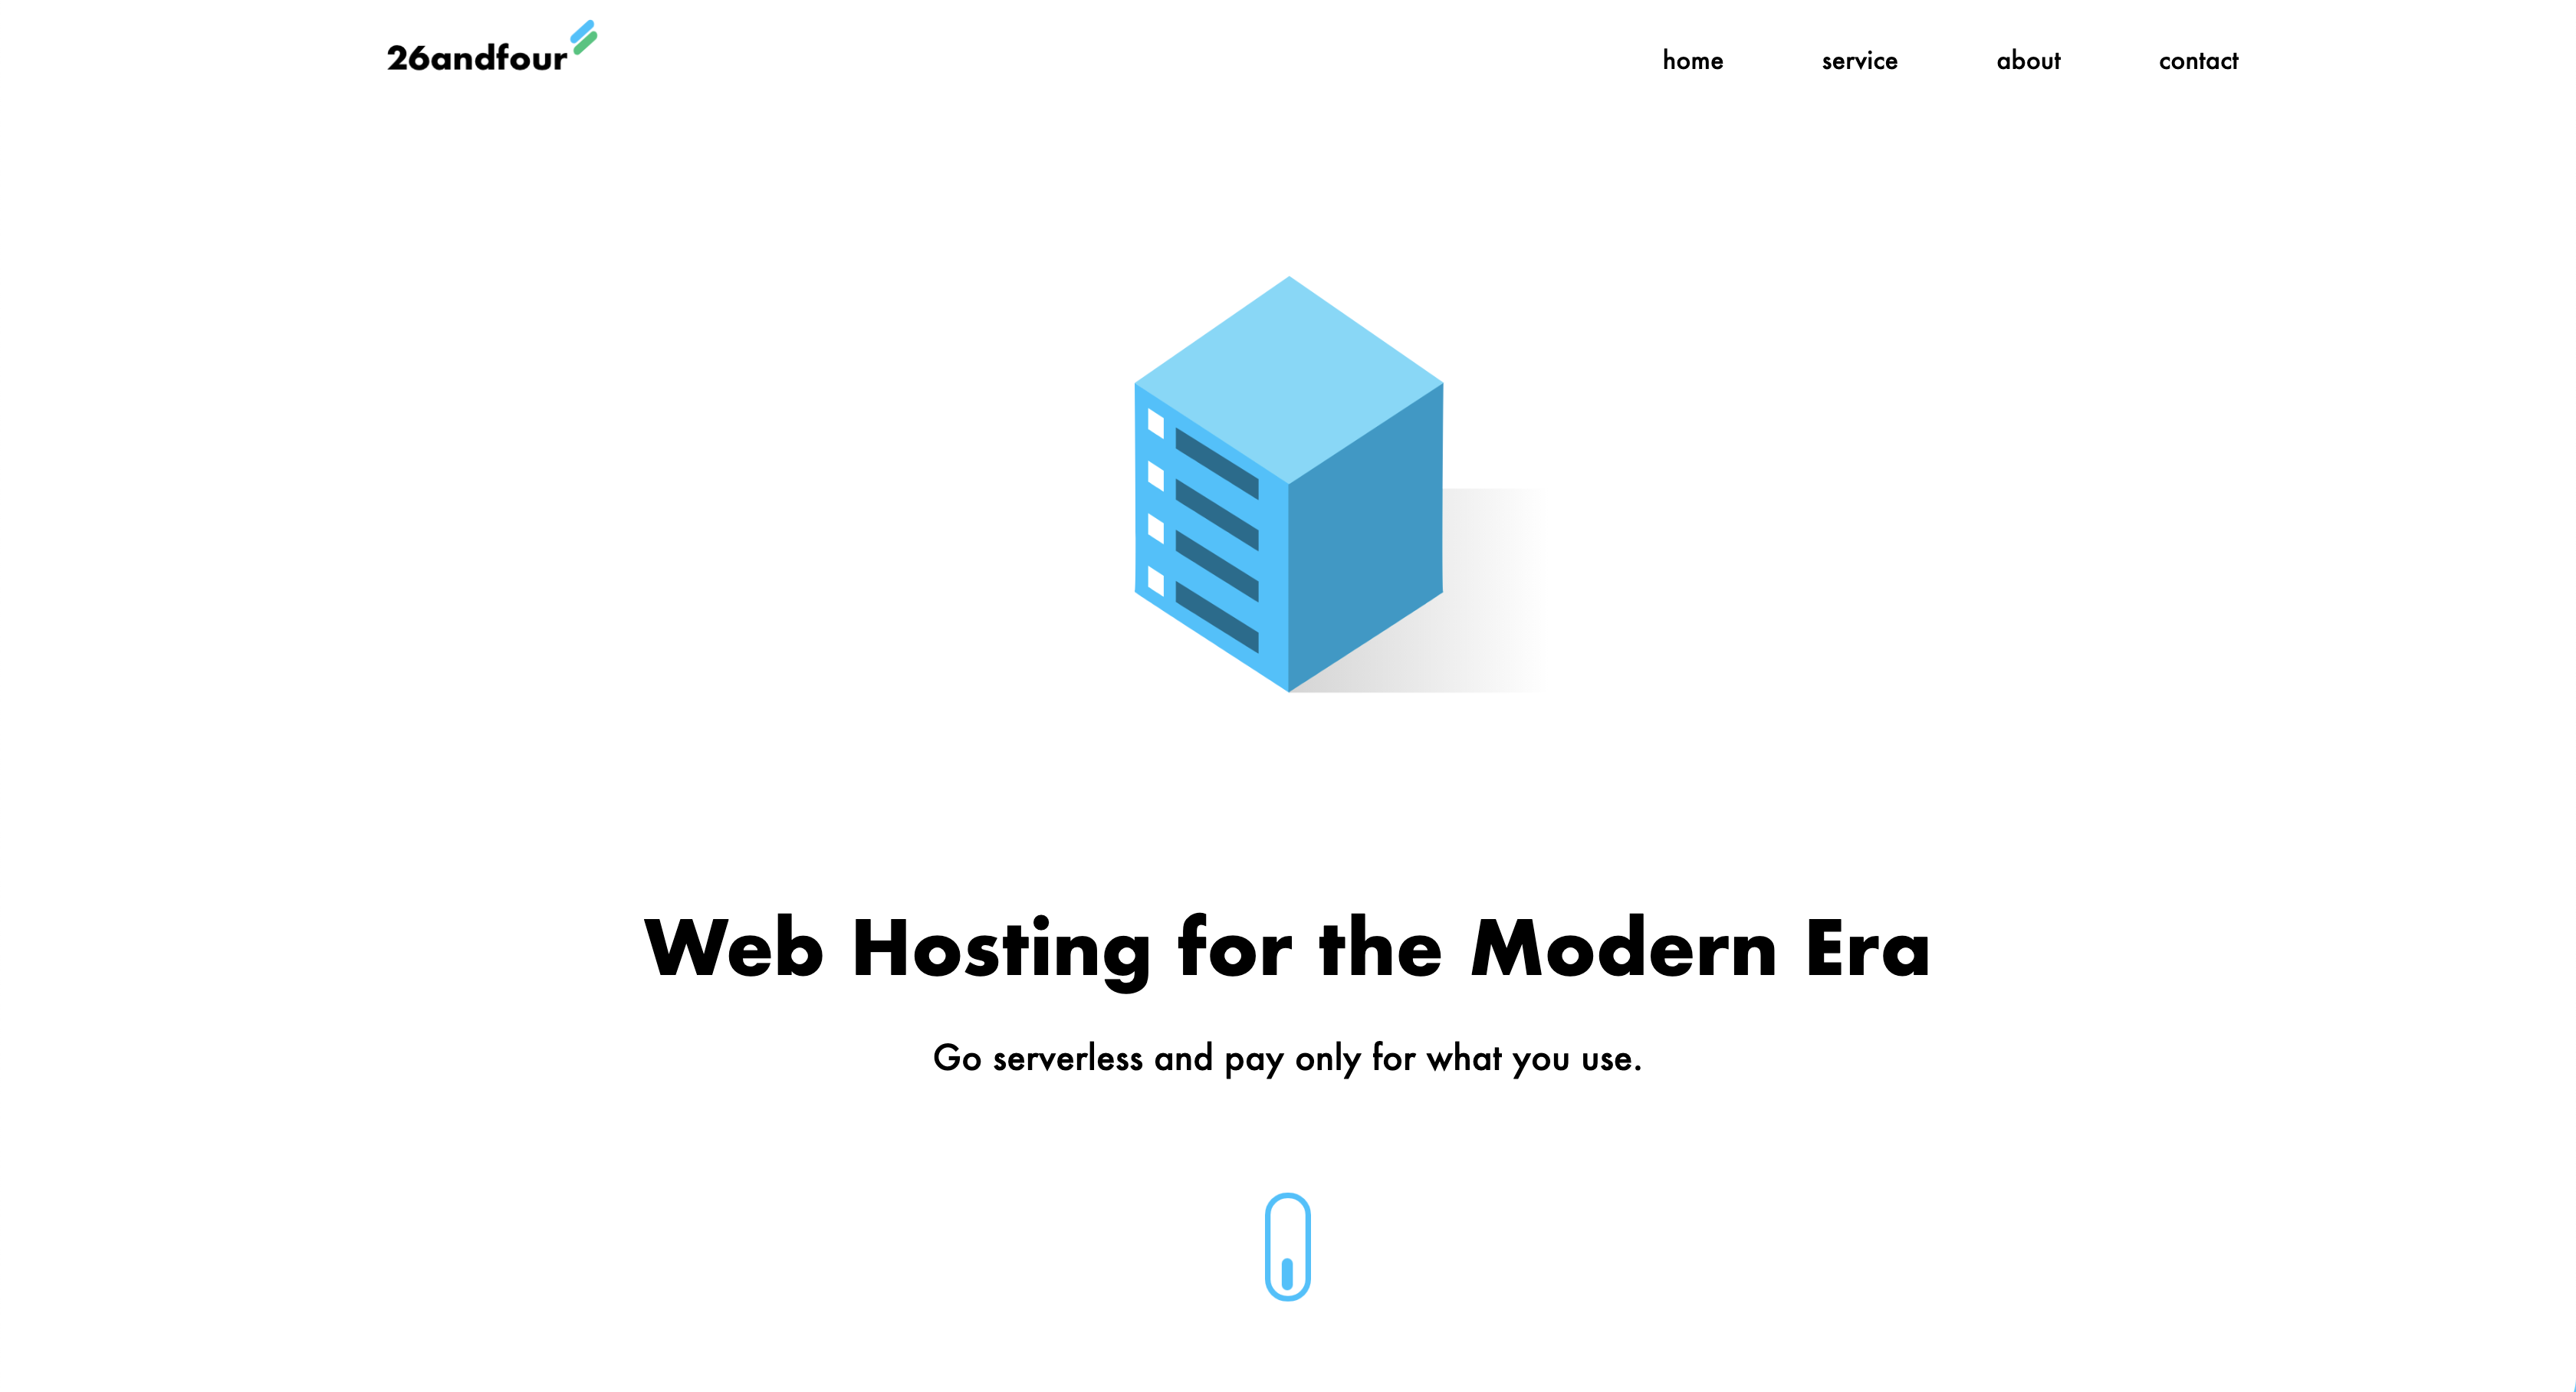 26andfour
home service about contact
Web Hosting for the Modern Era
Go serverless and pay only for what you use.